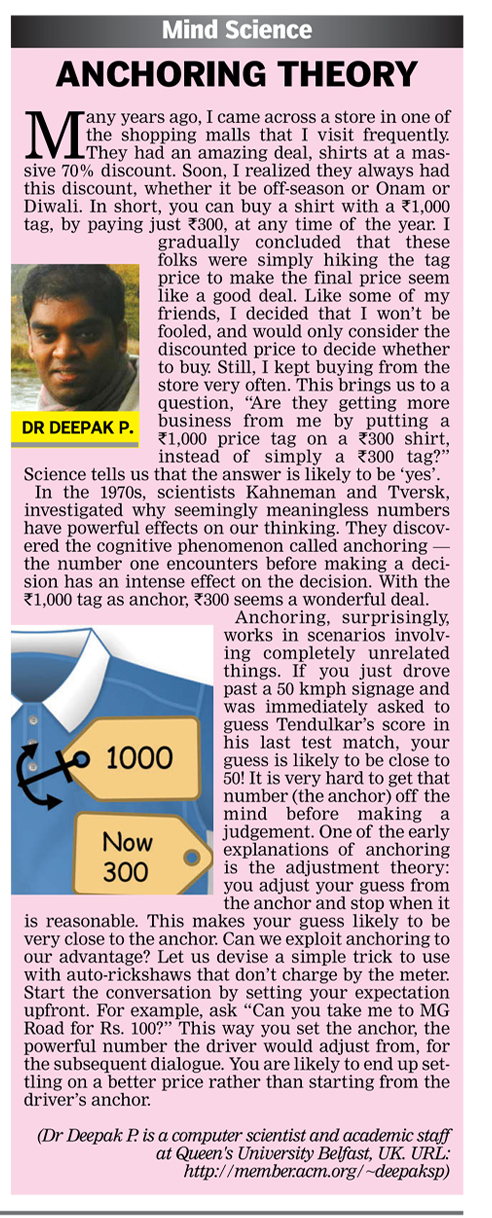 Mind Science
ANCHORING THEORY
Many years ago, I came across a store in one of
the shopping malls that I visit frequently.
They had an amazing deal, shirts at a mas-
sive 70% discount. Soon, I realized they always had
this discount, whether it be off-season or Onam or
Diwali. In short, you can buy a shirt with a ₹1,000
tag, by paying just ₹300, at any time of the year. I
gradually concluded that these
folks were simply hiking the tag
price to make the final price seem
like a good deal. Like some of my
friends, I decided that I won't be
fooled, and would only consider the
discounted price to decide whether
to buy. Still, I kept buying from the
store very often. This brings us to a
question, “Are they getting more
business from me by putting a
₹1,000 price tag on a ₹300 shirt,
instead of simply a ₹300 tag?”
Science tells us that the answer is likely to be ‘yes’.
DR DEEPAK P.
In the 1970s, scientists Kahneman and Tversk,
investigated why seemingly meaningless numbers
have powerful effects on our thinking. They discov-
ered the cognitive phenomenon called anchoring —
the number one encounters before making a deci-
sion has an intense effect on the decision. With the
₹1,000 tag as anchor, ₹300 seems a wonderful deal.
Anchoring, surprisingly,
works in scenarios involv-
ing completely unrelated
things. If you just drove
past a 50 kmph signage and
was immediately asked to
guess Tendulkar's score in
his last test match, your
guess is likely to be close to
50! It is very hard to get that
number (the anchor) off the
mind before making a
judgement. One of the early
explanations of anchoring
is the adjustment theory:
you adjust your guess from
the anchor and stop when it
is reasonable. This makes your guess likely to be
very close to the anchor. Can we exploit anchoring to
our advantage? Let us devise a simple trick to use
with auto-rickshaws that don't charge by the meter.
Start the conversation by setting your expectation
upfront. For example, ask “Can you take me to MG
Road for Rs. 100?” This way you set the anchor, the
powerful number the driver would adjust from, for
the subsequent dialogue. You are likely to end up set-
tling on a better price rather than starting from the
driver's anchor.
1000
Now
300
(Dr Deepak P. is a computer scientist and academic staff
at Queen's University Belfast, UK. URL:
http://member.acm.org/~deepaksp)